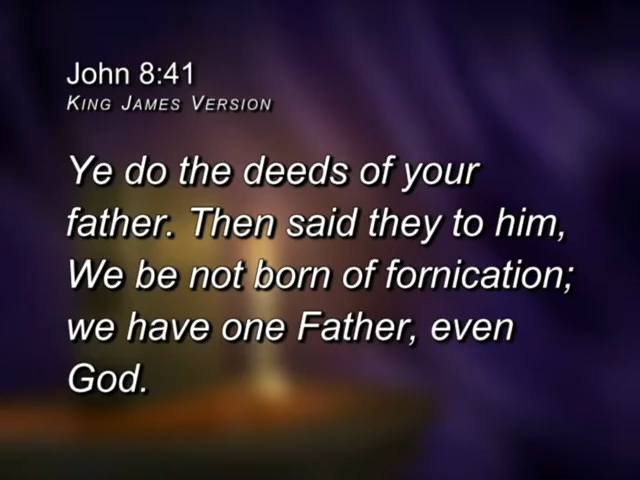 John 8:41
King James Version
Ye do the deeds of your
father. Then said they to him,
We be not born of fornication;
we have one Father, even
God.